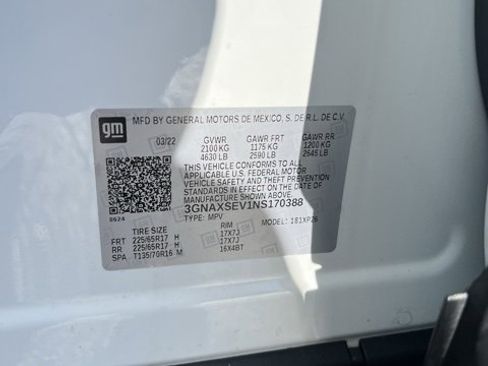 MFD BY GENERAL MOTORS DE MEXICO, S. DE R.L. DE C.V.
gm
03/22 GVWR GAWR FRT GAWR RR
2100 KG 1175 KG 1200 KG
4630 LB 2590 LB 2645 LB
THIS VEHICLE CONFORMS TO ALL
APPLICABLE U.S. FEDERAL MOTOR
VEHICLE SAFETY AND THEFT PREVENTION
STANDARDS IN EFFECT ON THE DATE OF
MANUFACTURE SHOWN ABOVE.
3GNAXSEV1NS170388
8624
TYPE: MPV MODEL: 1B1XP26
TIRE SIZE RIM
FRT 225/65R17 H 17X7J
RR 225/65R17 H 17X7J
SPA T135/70R16 M 16X4BT